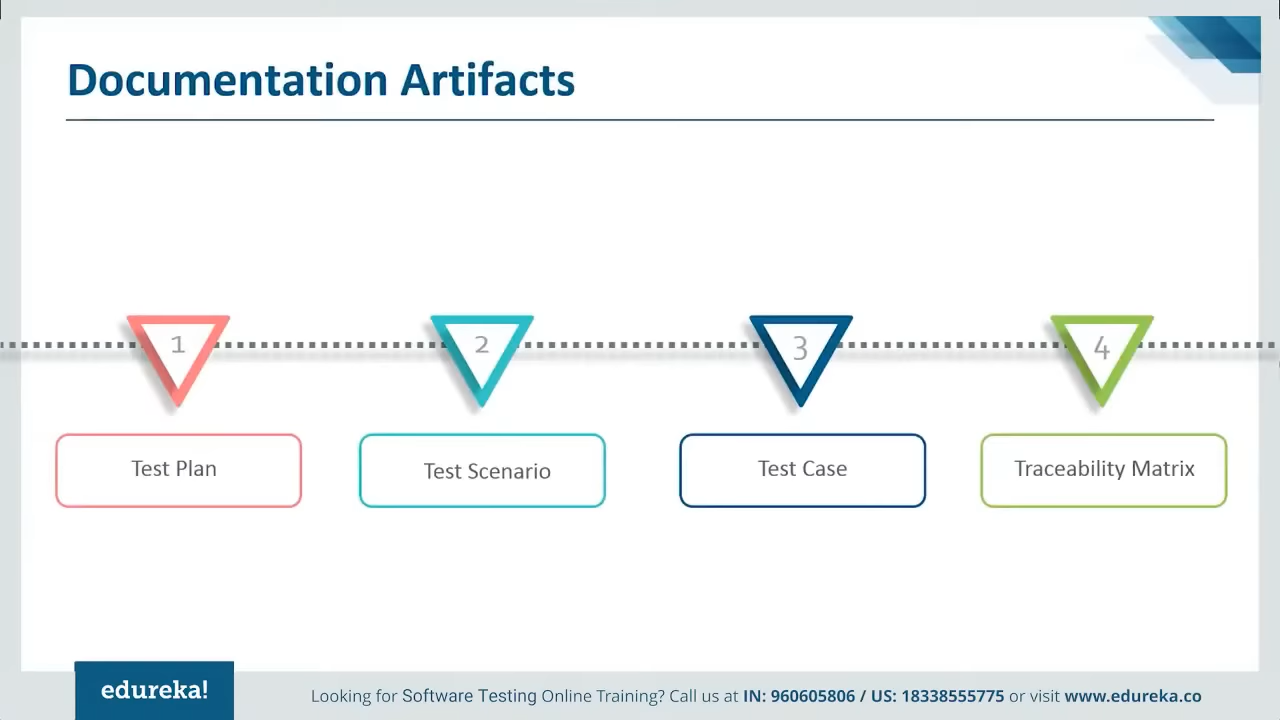 Documentation Artifacts
1
2
3
4
Test Plan
Test Scenario
Test Case
Traceability Matrix
edureka!
Looking for Software Testing Online Training? Call us at IN: 960605806 / US: 18338555775 or visit www.edureka.co